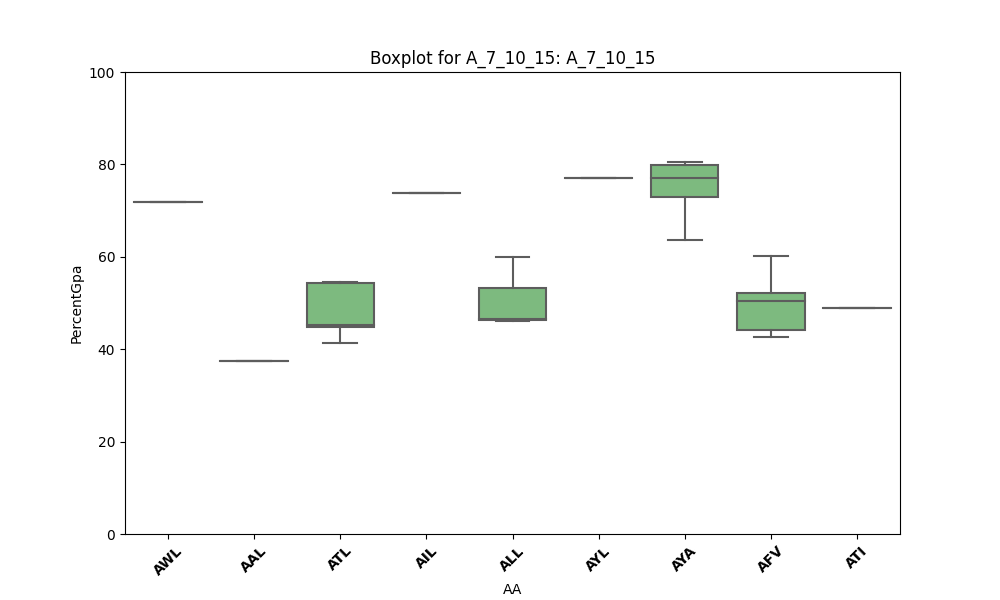 Boxplot for A_7_10_15: A_7_10_15
100
80
60
40
20
0
PercentGpa
AWL
AAL
ATL
AIL
ALL
AYL
AYA
AFV
ATI
AA